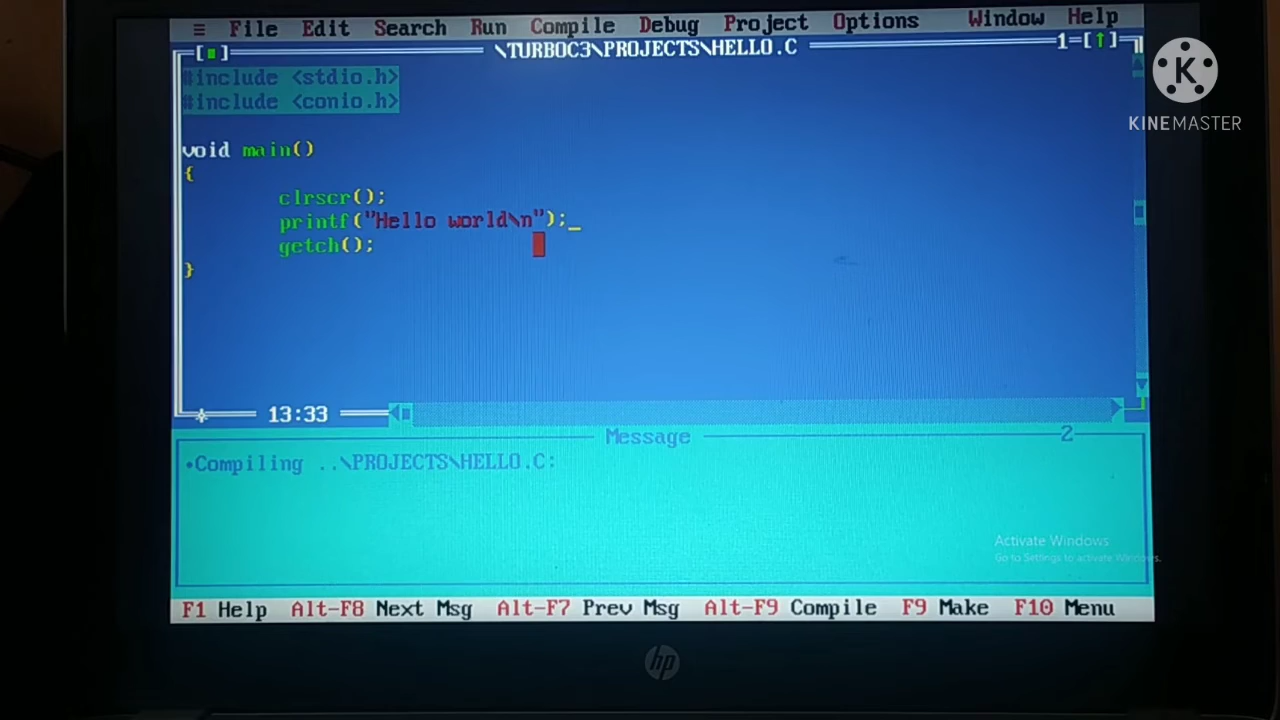 ≡ File Edit Search Run Compile Debug Project Options Window Help
[■] \TURBOC3\PROJECTS\HELLO.C 1=[↑]
#include <stdio.h>
#include <conio.h>
void main()
{
clrscr();
printf("Hello world\n");_
getch();
}
13:33
Message 2
•Compiling ..\PROJECTS\HELLO.C:
F1 Help Alt-F8 Next Msg Alt-F7 Prev Msg Alt-F9 Compile F9 Make F10 Menu
K
KINEMASTER
Activate Windows
Go to Settings to activate Windows.
hp